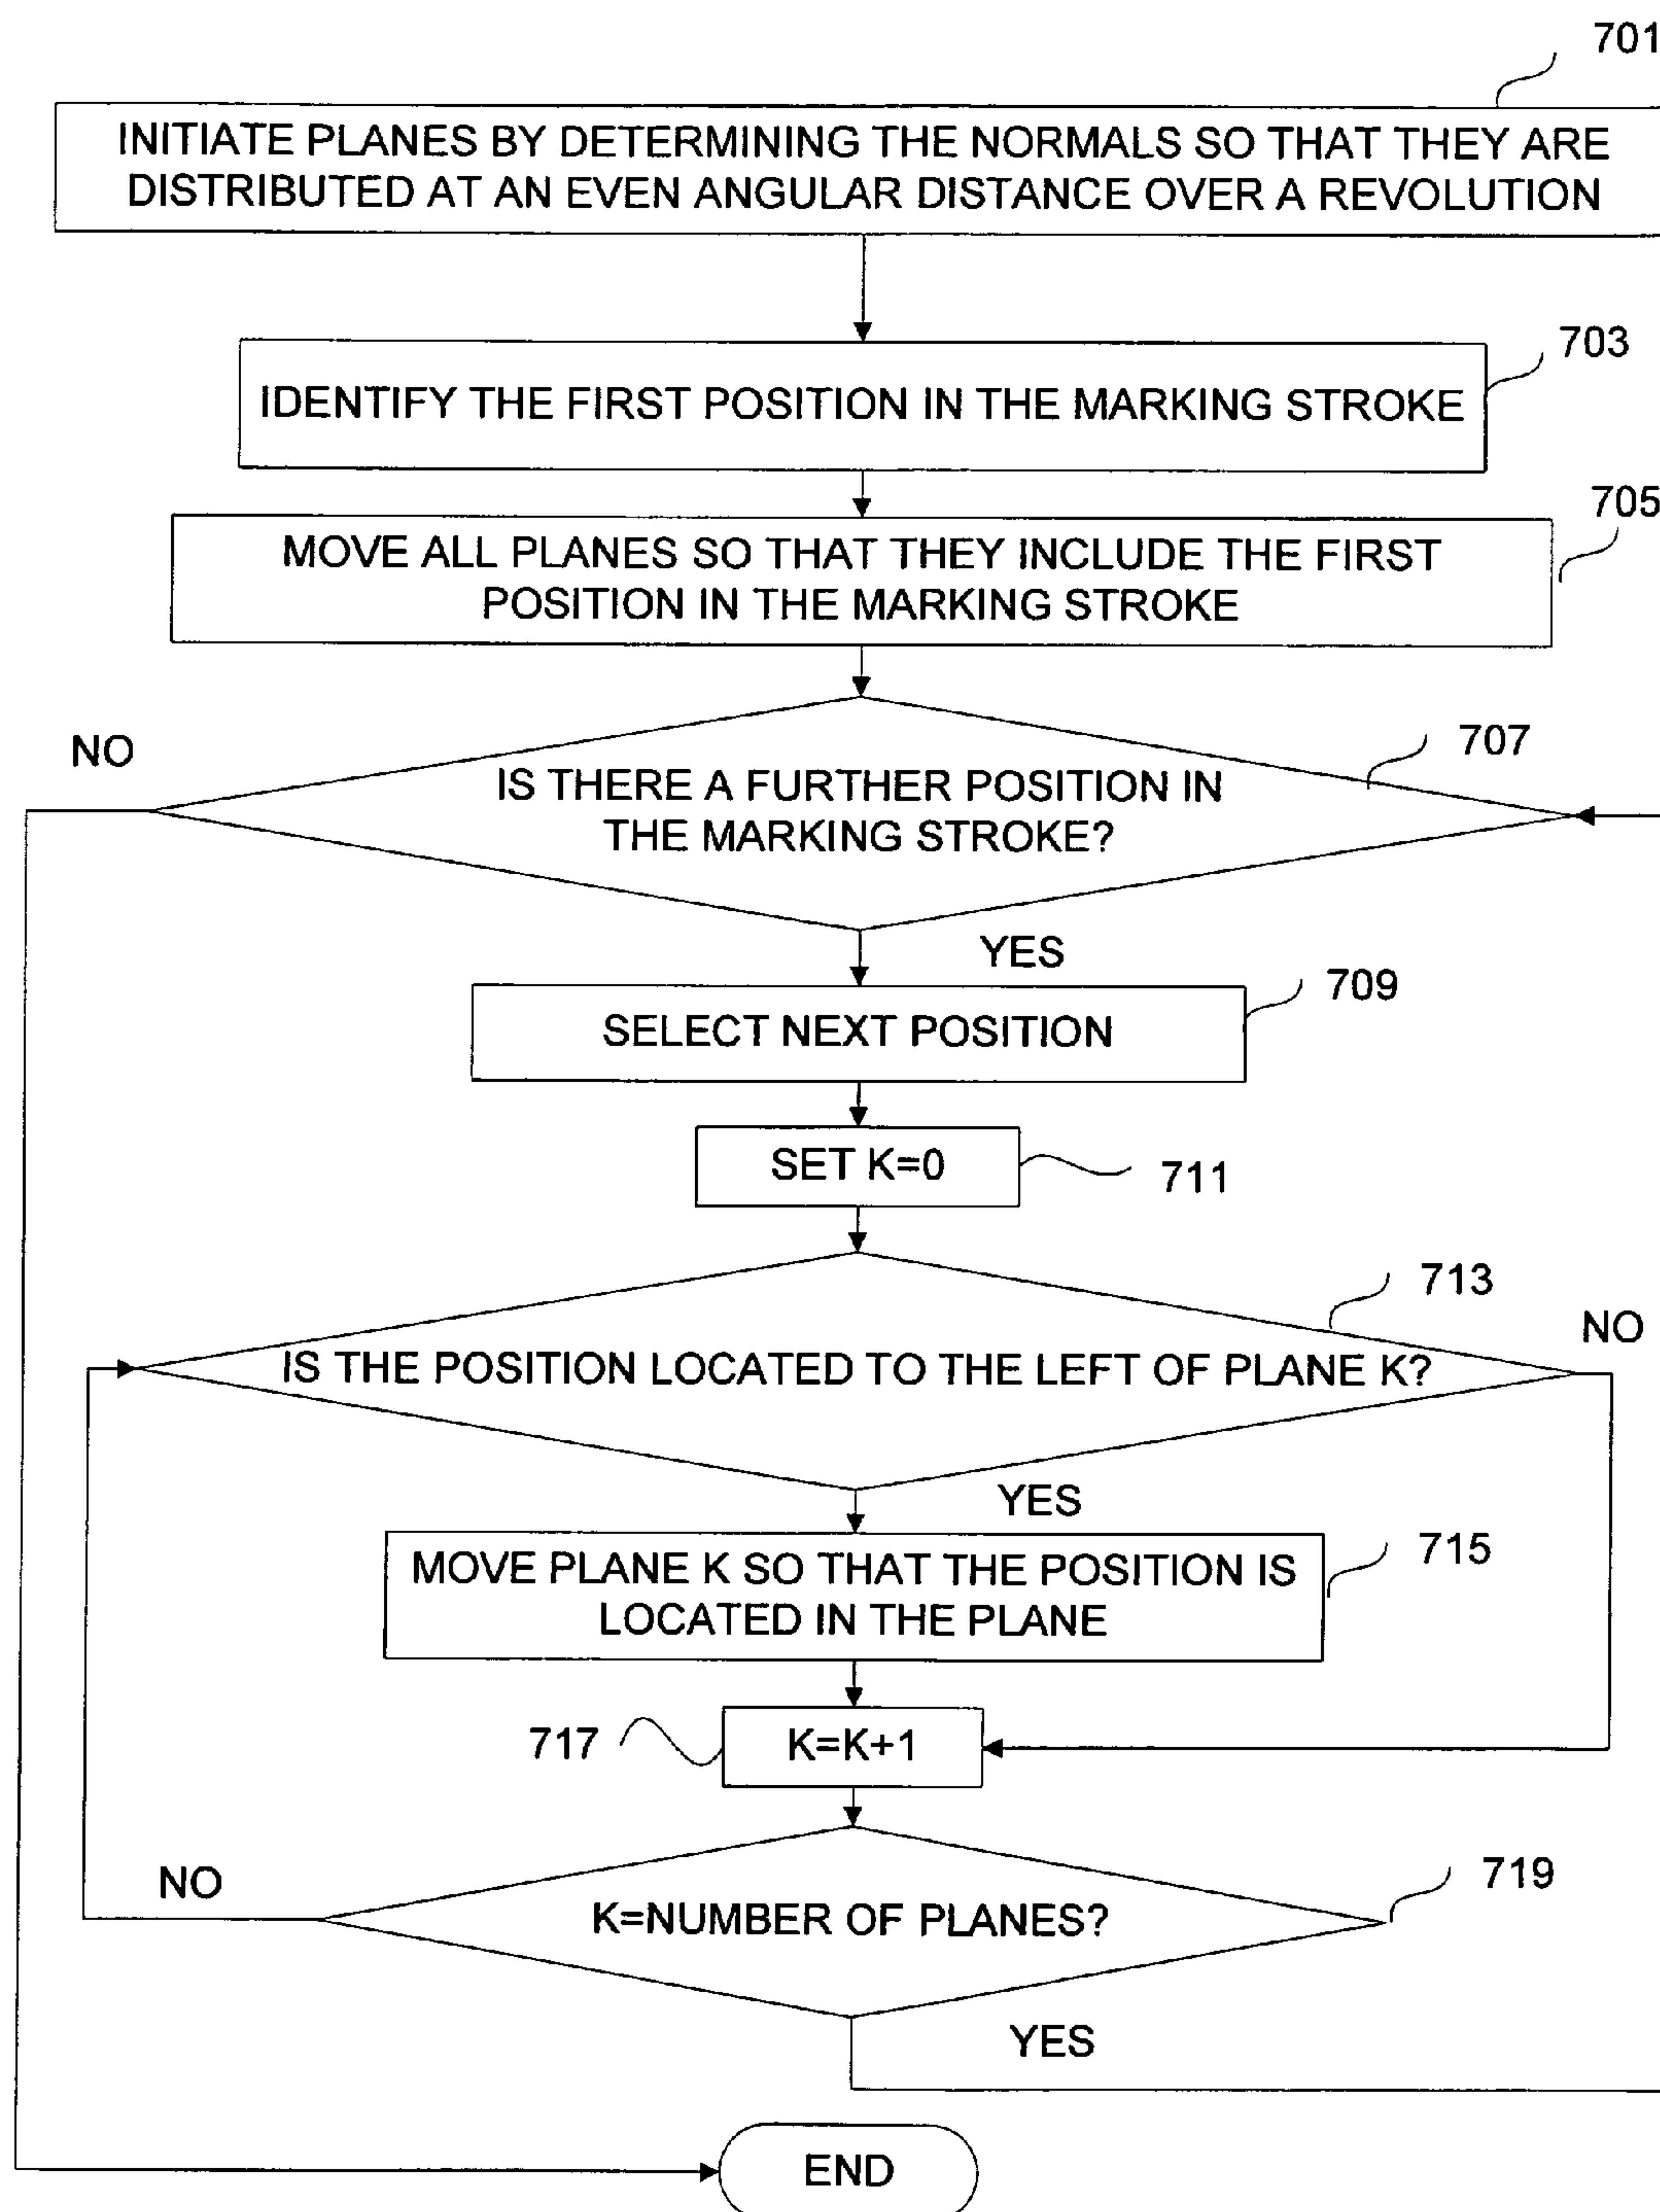 701
INITIATE PLANES BY DETERMINING THE NORMALS SO THAT THEY ARE
DISTRIBUTED AT AN EVEN ANGULAR DISTANCE OVER A REVOLUTION
703
IDENTIFY THE FIRST POSITION IN THE MARKING STROKE
705
MOVE ALL PLANES SO THAT THEY INCLUDE THE FIRST
POSITION IN THE MARKING STROKE
NO
707
IS THERE A FURTHER POSITION IN
THE MARKING STROKE?
YES
709
SELECT NEXT POSITION
SET K=0
711
713
NO
IS THE POSITION LOCATED TO THE LEFT OF PLANE K?
YES
715
MOVE PLANE K SO THAT THE POSITION IS
LOCATED IN THE PLANE
717
K=K+1
719
NO
K=NUMBER OF PLANES?
YES
END